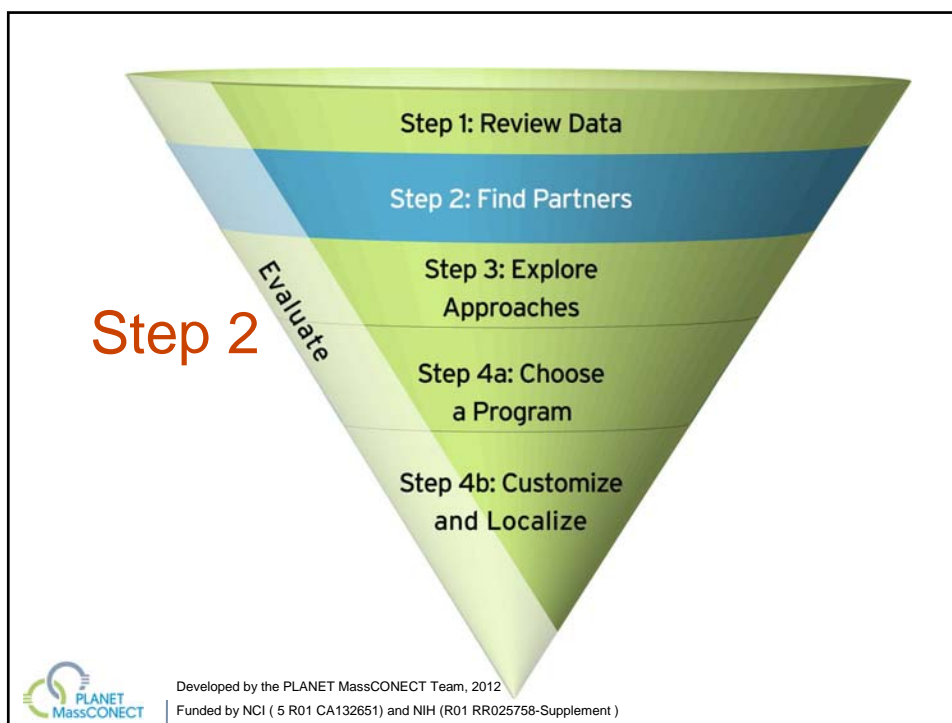 Step 1: Review Data
Step 2: Find Partners
Step 3: Explore
Approaches
Evaluate
Step 2
Step 4a: Choose
a Program
Step 4b: Customize
and Localize
PLANET
MassCONECT
Developed by the PLANET MassCONECT Team, 2012
Funded by NCI ( 5 R01 CA132651) and NIH (R01 RR025758-Supplement )